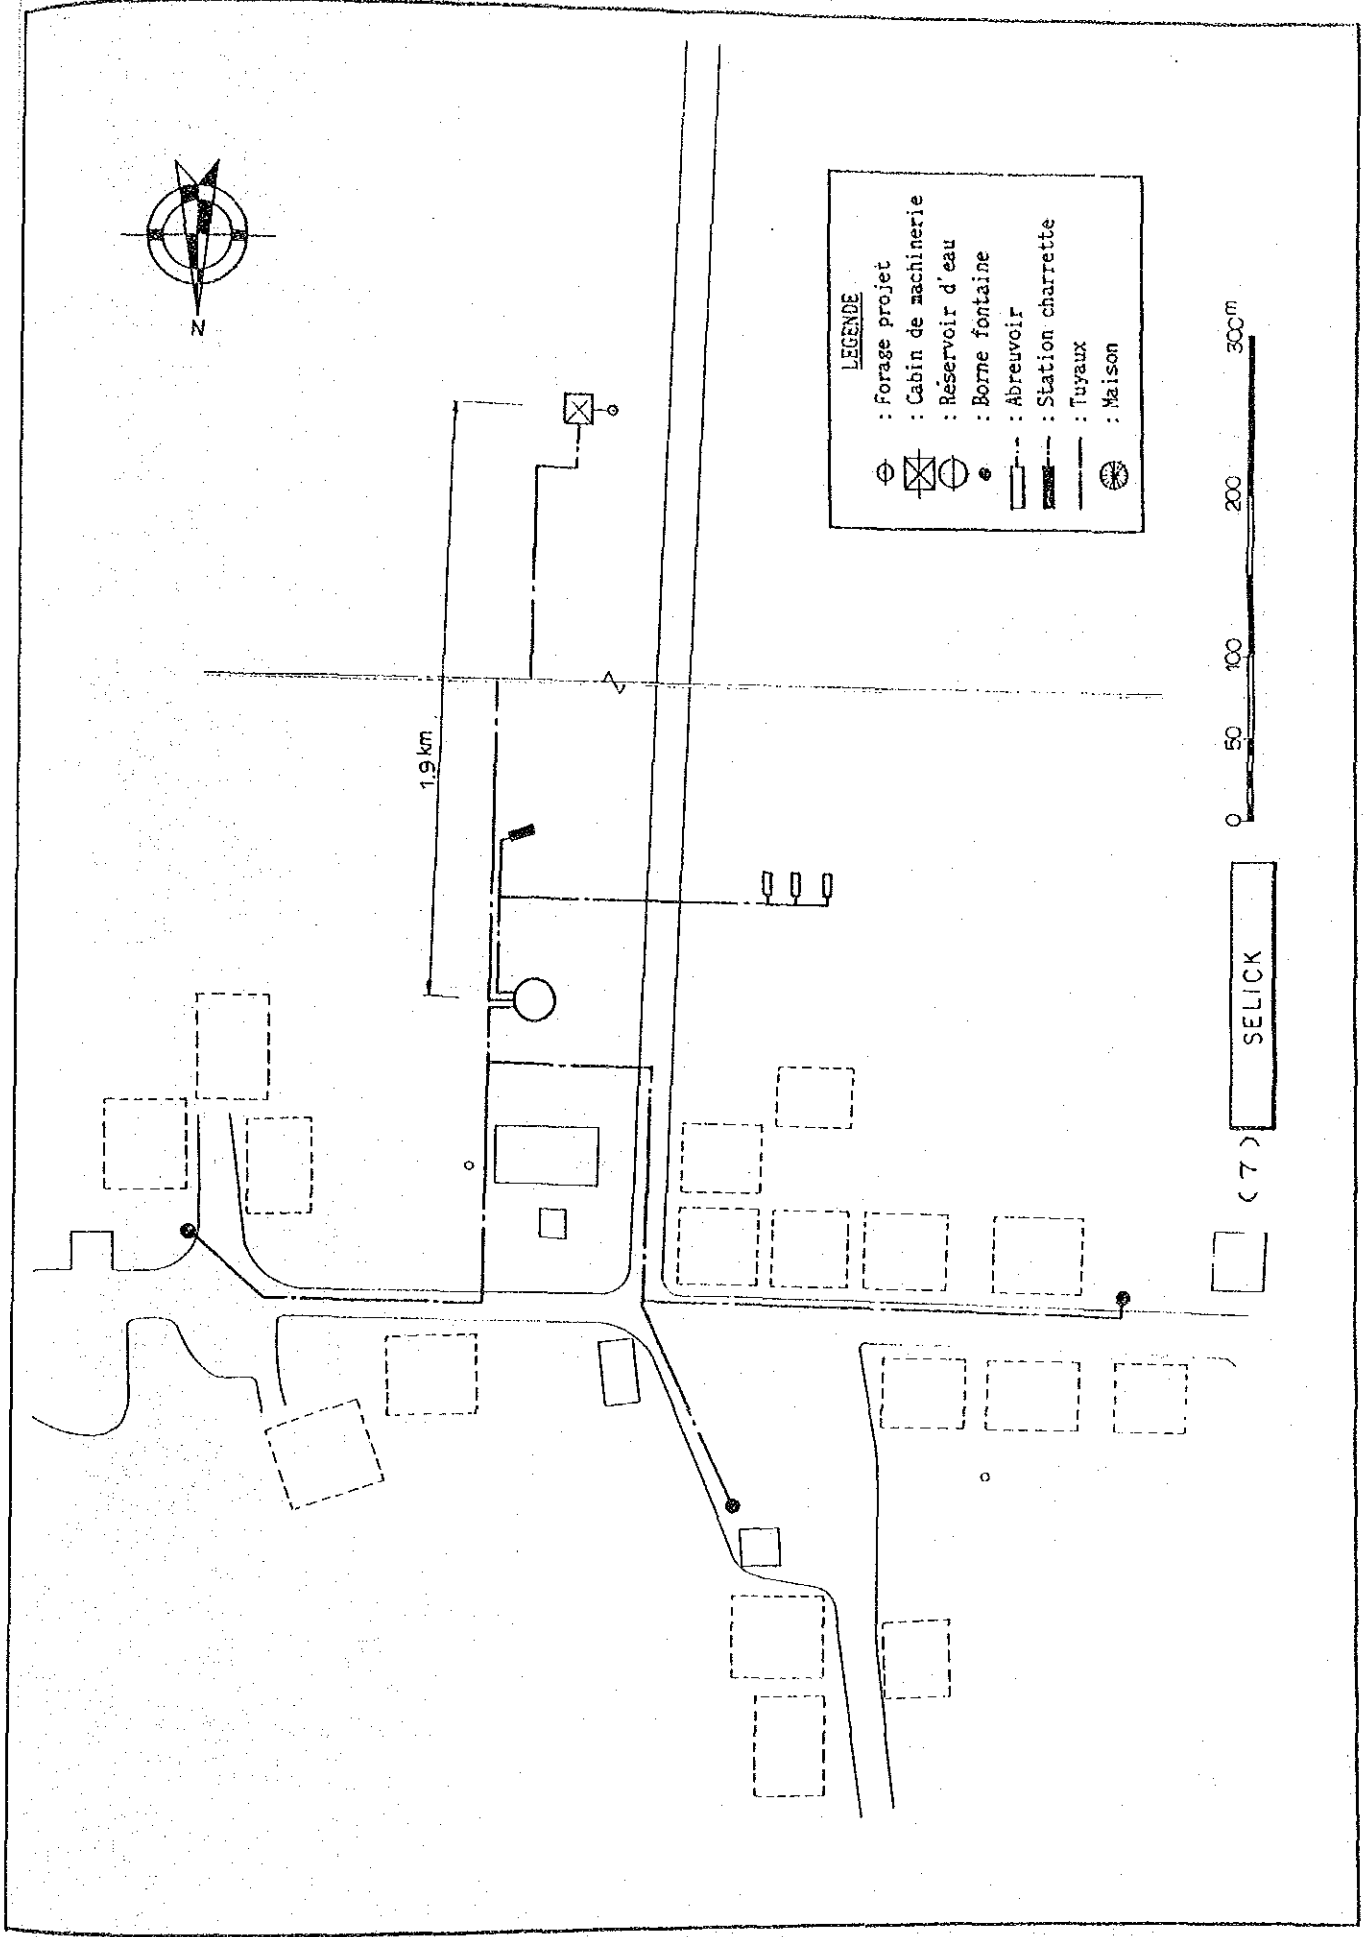 N
1.9 km
LEGENDE
: Forage projet
: Cabin de machinerie
: Réservoir d'eau
: Borne fontaine
: Abreuvoir
: Station charrette
: Tuyaux
: Maison
0 50 100 200 300m
(7) SELICK